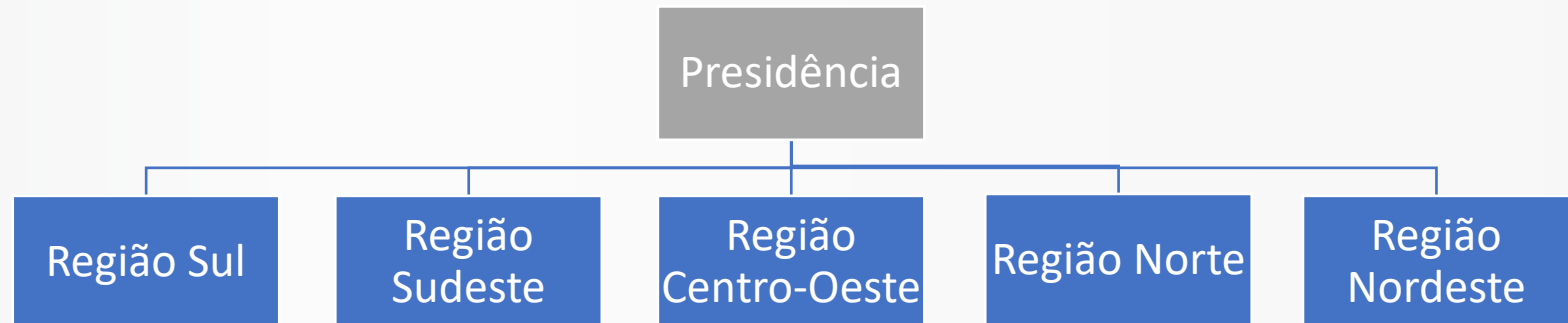 Presidência
Região Sul
Região
Sudeste
Região
Centro-Oeste
Região Norte
Região
Nordeste